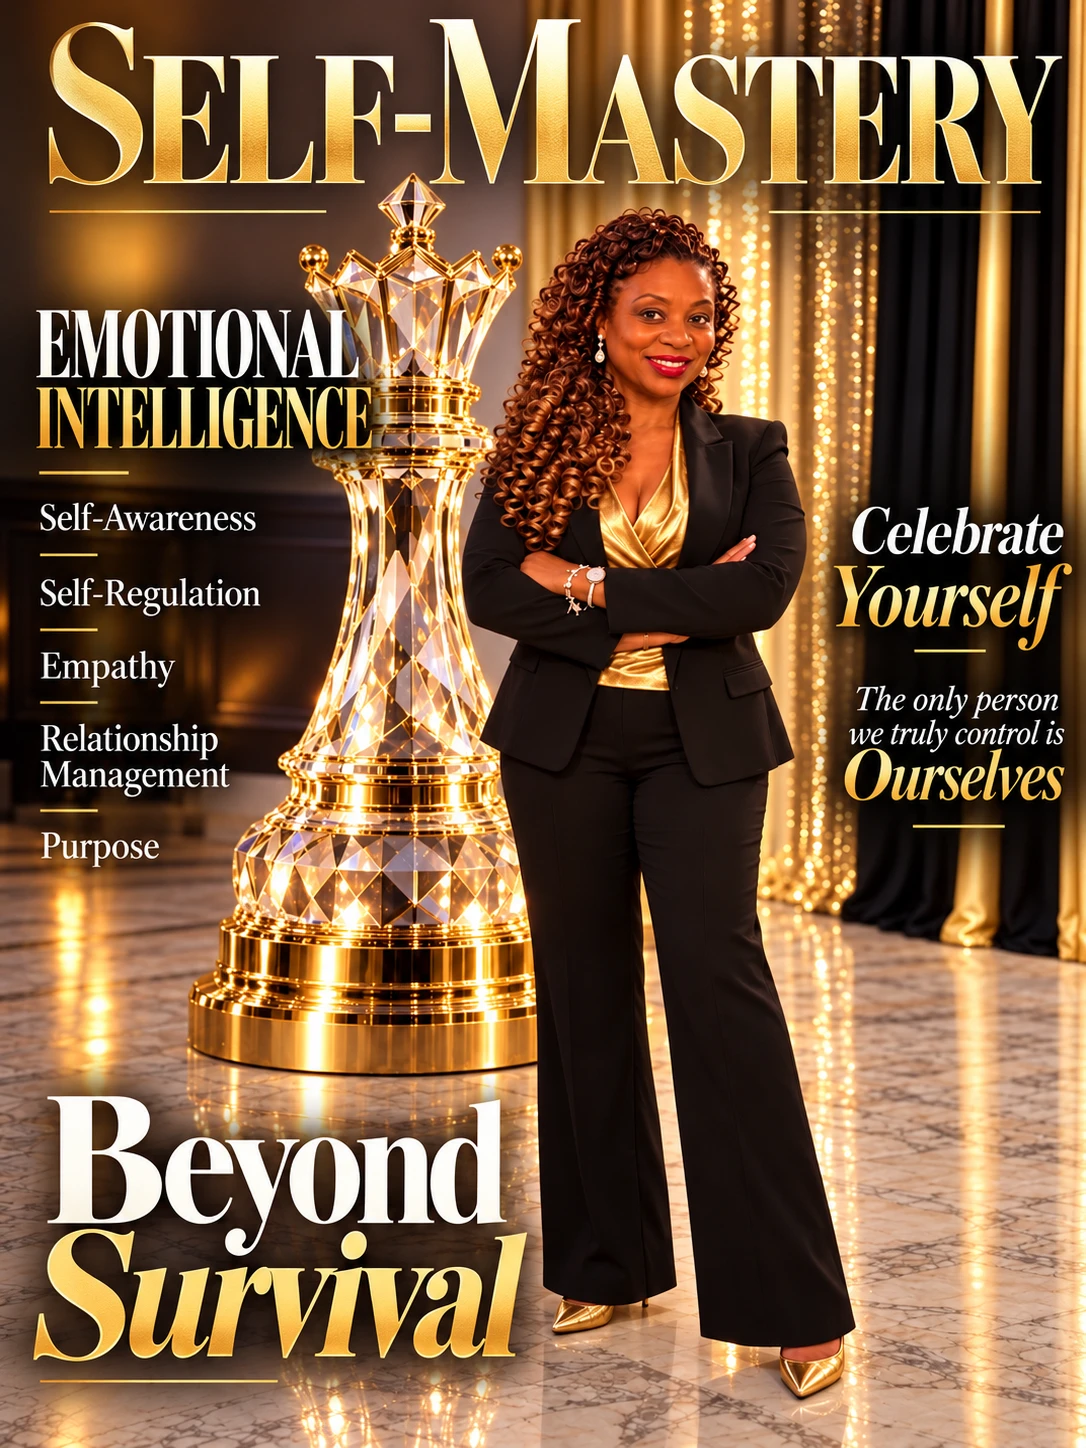 Self-Mastery
EMOTIONAL
INTELLIGENCE
Self-Awareness
Self-Regulation
Empathy
Relationship
Management
Purpose
Celebrate
Yourself
The only person
we truly control is
Ourselves
Beyond
Survival